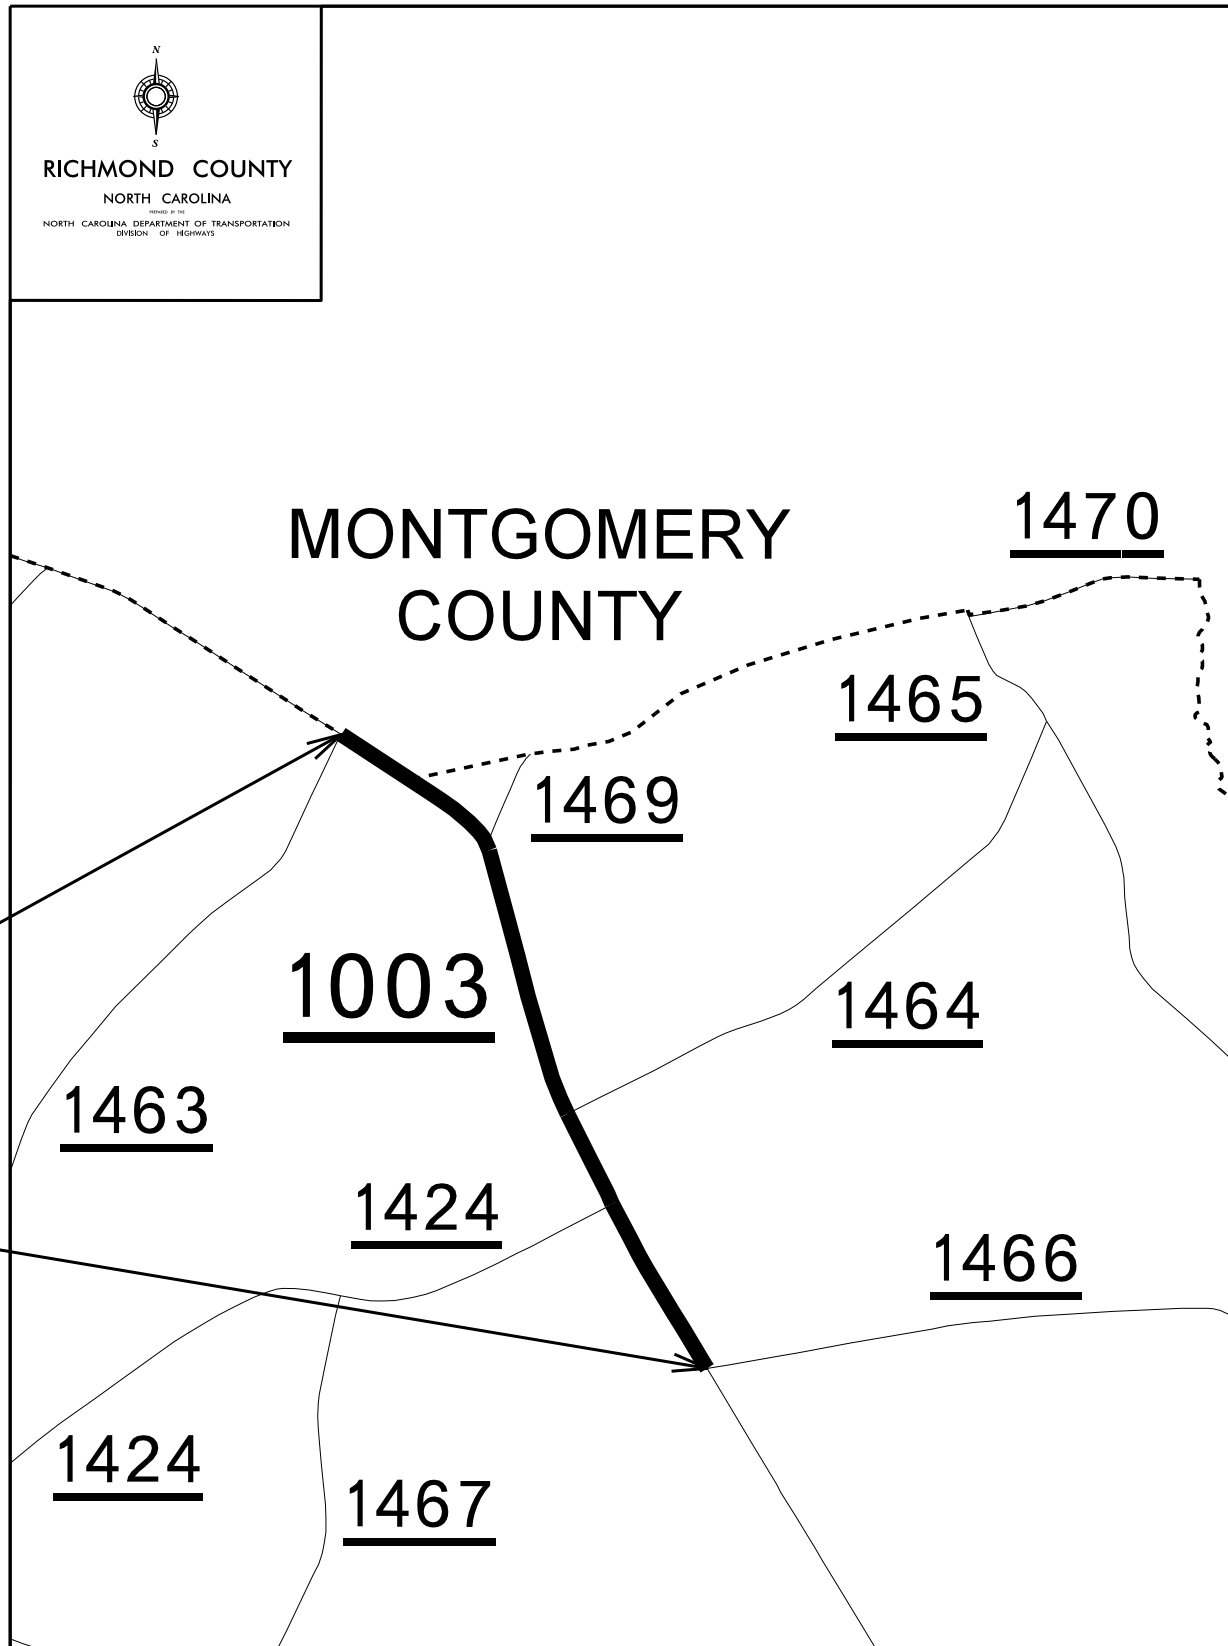 N
S
RICHMOND COUNTY
NORTH CAROLINA
PREPARED BY THE
NORTH CAROLINA DEPARTMENT OF TRANSPORTATION
DIVISION OF HIGHWAYS
MONTGOMERY
COUNTY
1470
1465
1469
1003
1464
1463
1424
1466
1424
1467